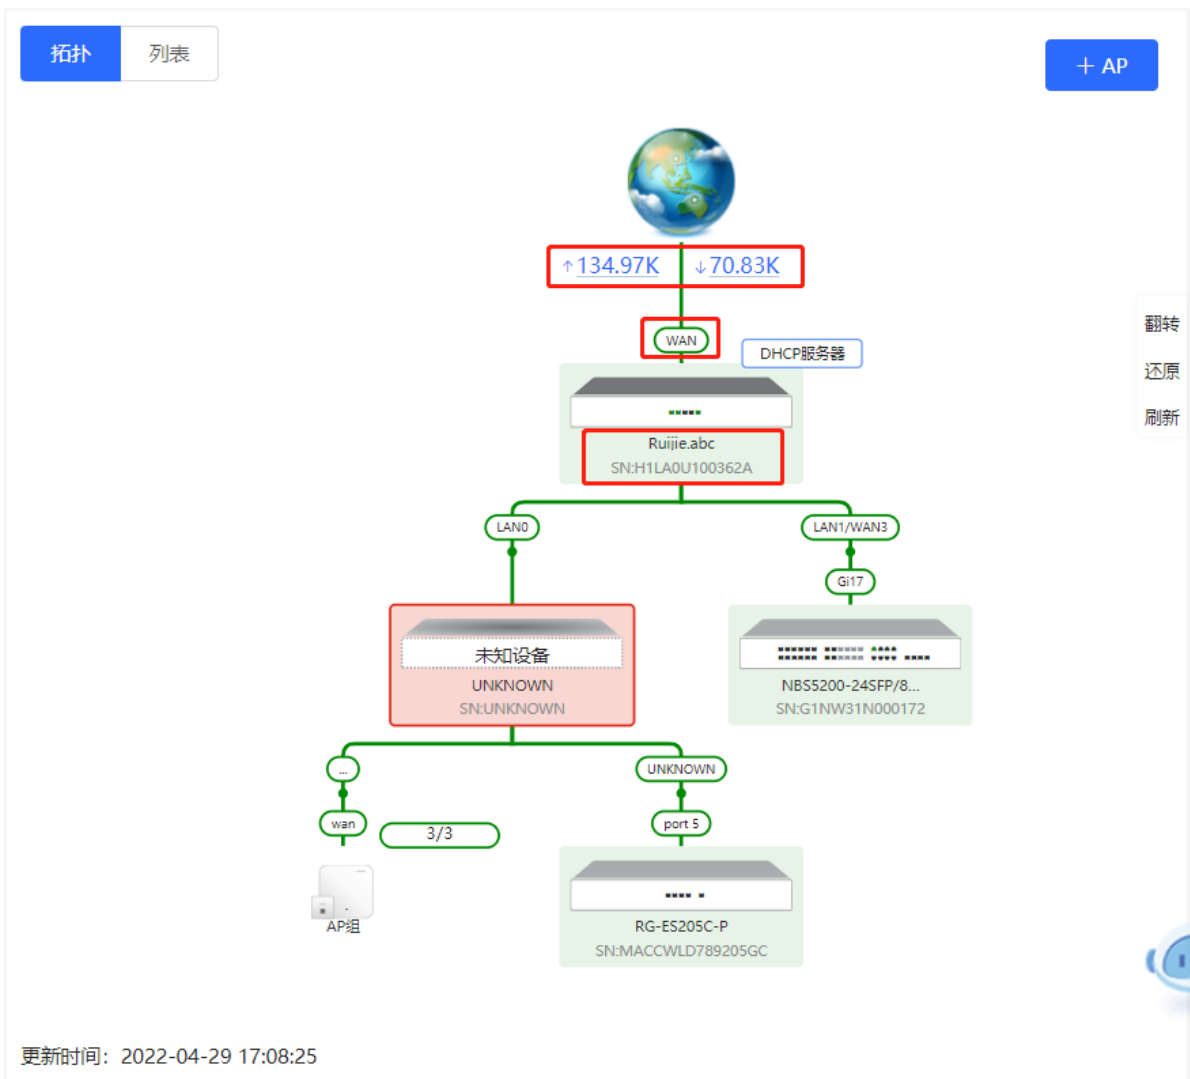 拓扑
列表
+ AP
↑134.97K
↓70.83K
WAN
DHCP服务器
翻转
还原
刷新
Ruijie.abc
SN:H1LA0U100362A
LAN0
LAN1/WAN3
Gi17
未知设备
UNKNOWN
SN:UNKNOWN
NBS5200-24SFP/8...
SN:G1NW31N000172
...
UNKNOWN
wan
3/3
port 5
AP组
RG-ES205C-P
SN:MACCWLD789205GC
更新时间：2022-04-29 17:08:25